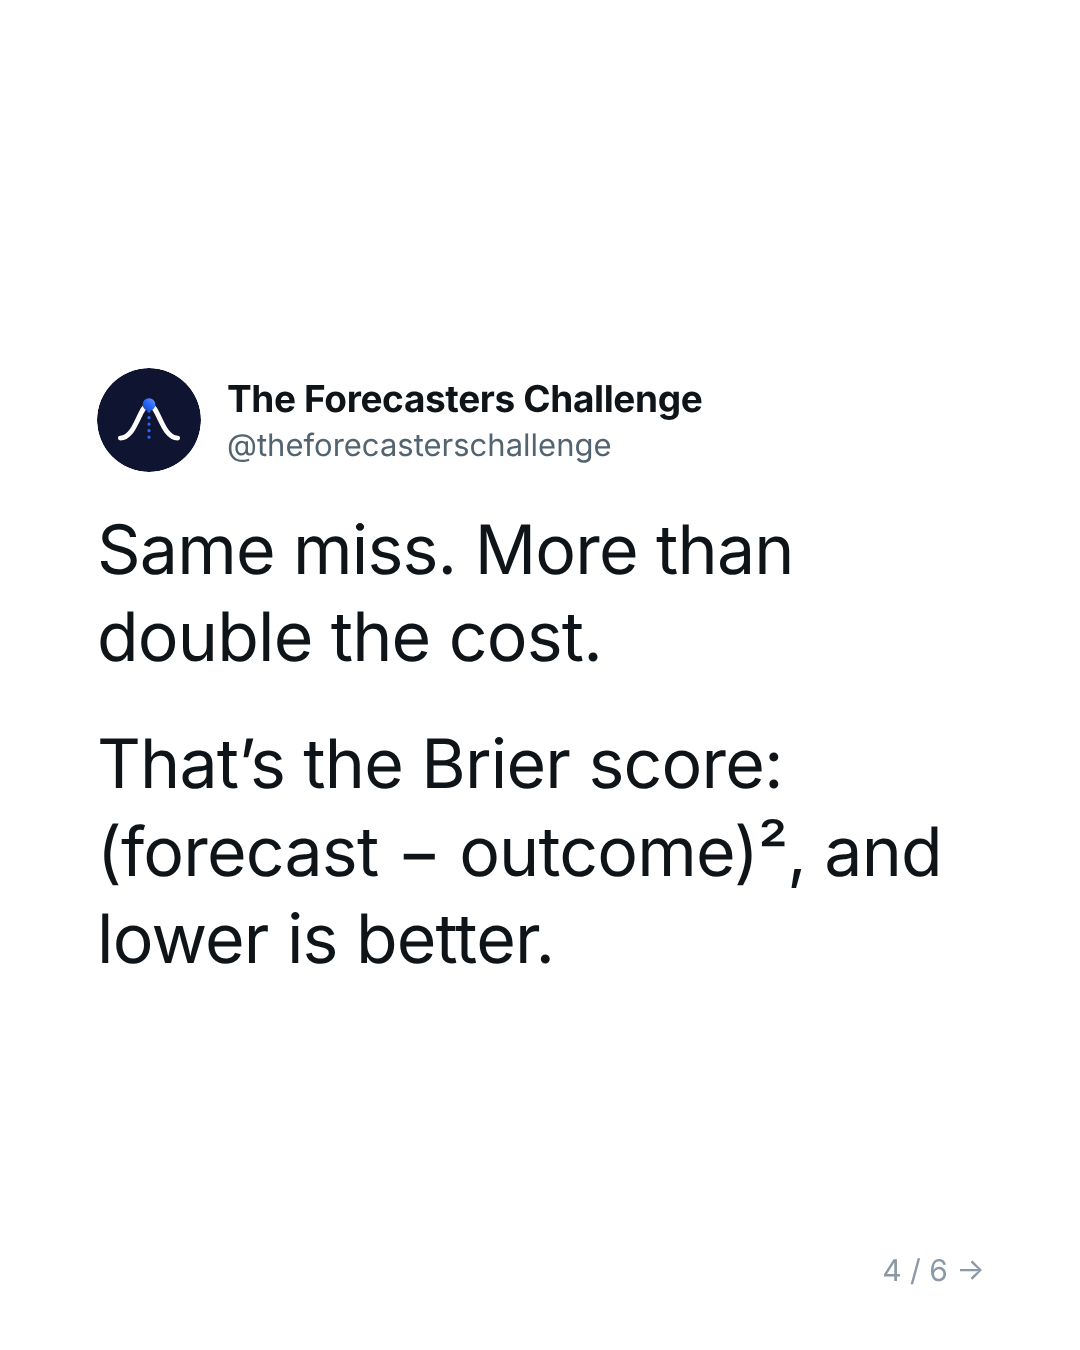 The Forecasters Challenge
@theforecasterschallenge
Same miss. More than
double the cost.
That’s the Brier score:
(forecast − outcome)², and
lower is better.
4 / 6 →